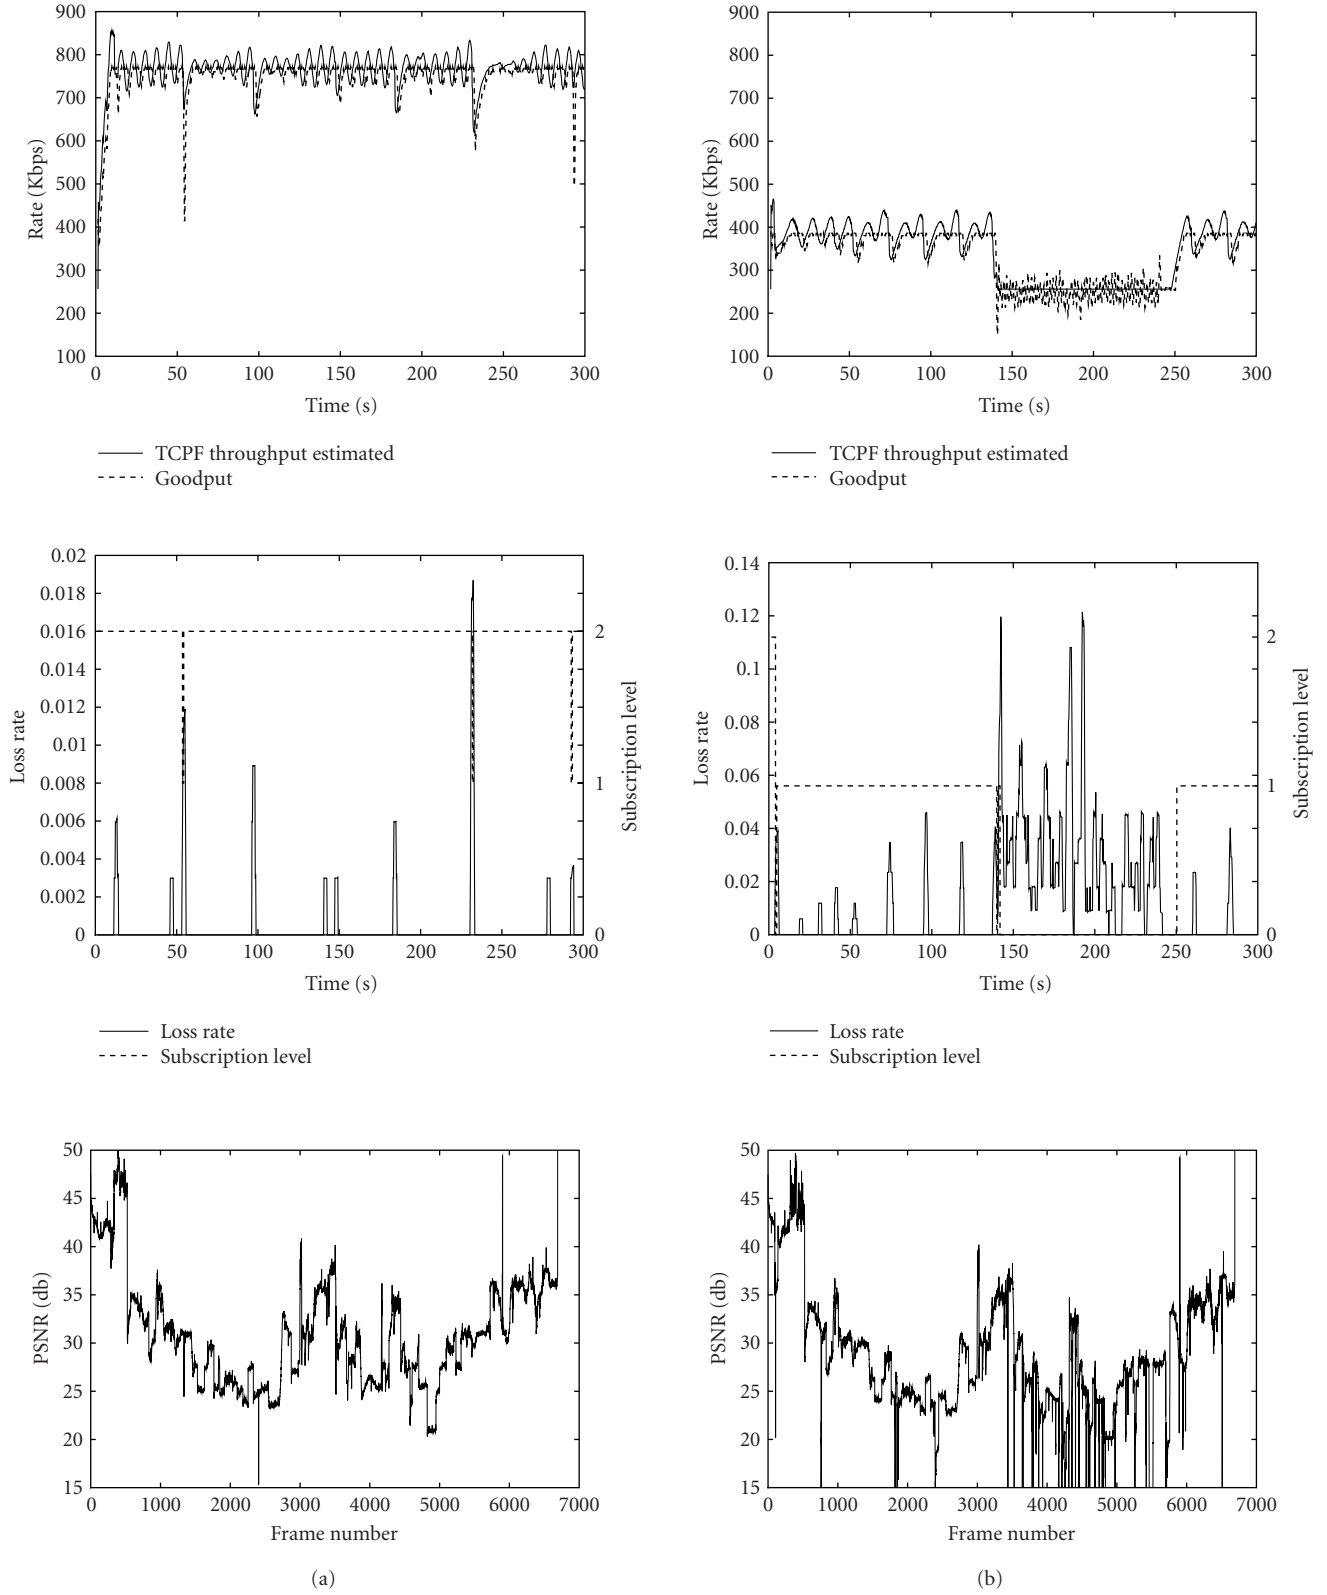 900
800
700
600
500
400
300
200
100
Rate (Kbps)
0 50 100 150 200 250 300
Time (s)
TCPF throughput estimated
Goodput
900
800
700
600
500
400
300
200
100
Rate (Kbps)
0 50 100 150 200 250 300
Time (s)
TCPF throughput estimated
Goodput
0.02
0.018
0.016
0.014
0.012
0.01
0.008
0.006
0.004
0.002
0
Loss rate
2
1
0
Subscription level
0 50 100 150 200 250 300
Time (s)
Loss rate
Subscription level
0.14
0.12
0.1
0.08
0.06
0.04
0.02
0
Loss rate
2
1
0
Subscription level
0 50 100 150 200 250 300
Time (s)
Loss rate
Subscription level
50
45
40
35
30
25
20
15
PSNR (db)
0 1000 2000 3000 4000 5000 6000 7000
Frame number
(a)
50
45
40
35
30
25
20
15
PSNR (db)
0 1000 2000 3000 4000 5000 6000 7000
Frame number
(b)